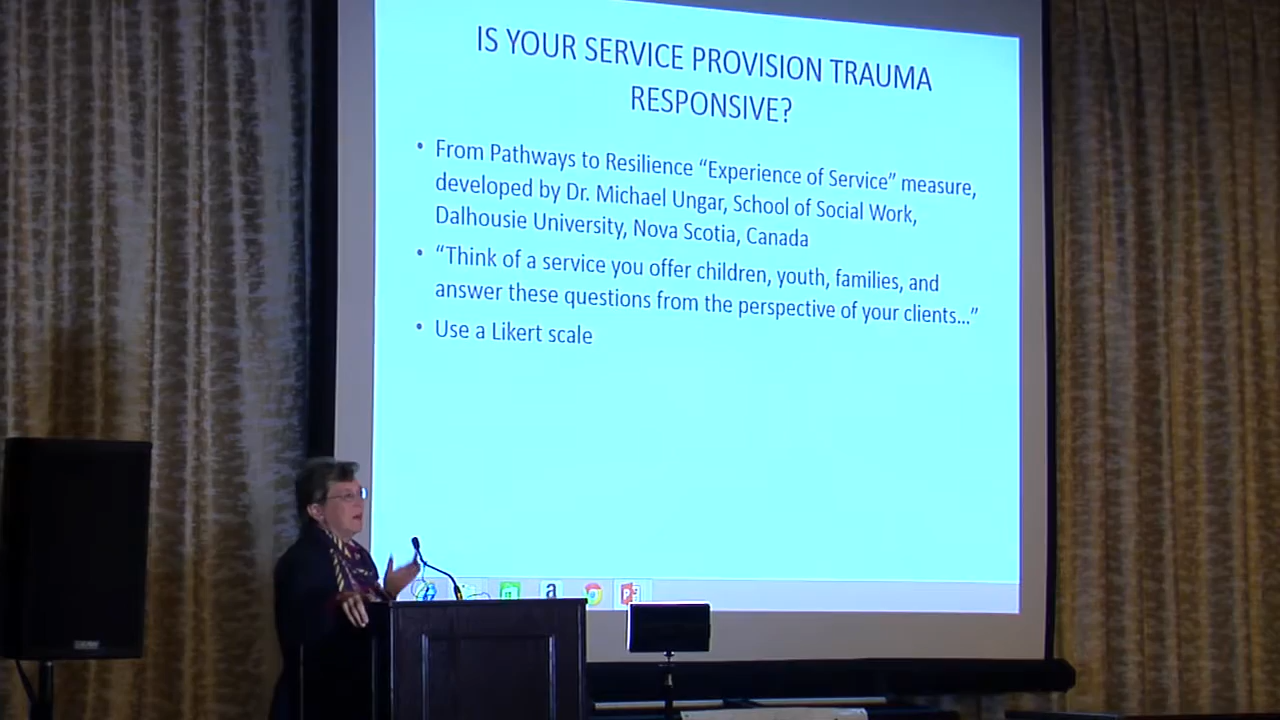 IS YOUR SERVICE PROVISION TRAUMA
RESPONSIVE?
• From Pathways to Resilience “Experience of Service” measure,
developed by Dr. Michael Ungar, School of Social Work,
Dalhousie University, Nova Scotia, Canada
• “Think of a service you offer children, youth, families, and
answer these questions from the perspective of your clients...”
• Use a Likert scale
a